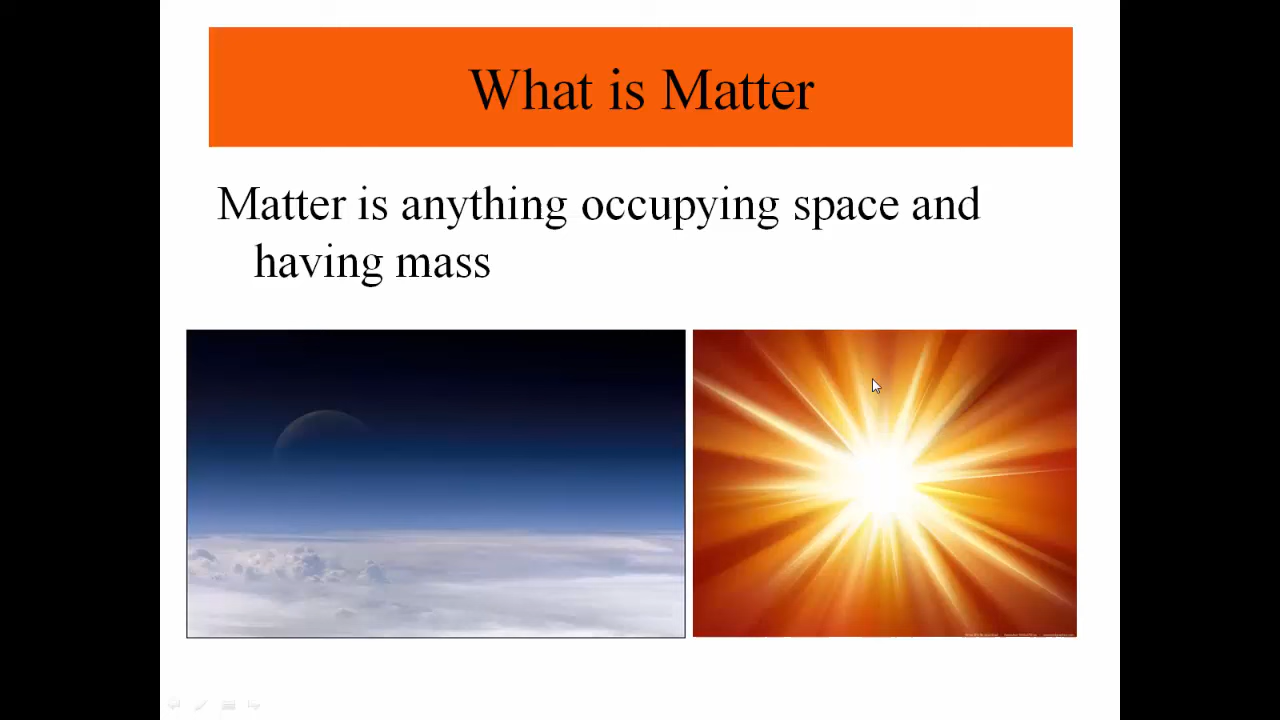 What is Matter
Matter is anything occupying space and
having mass